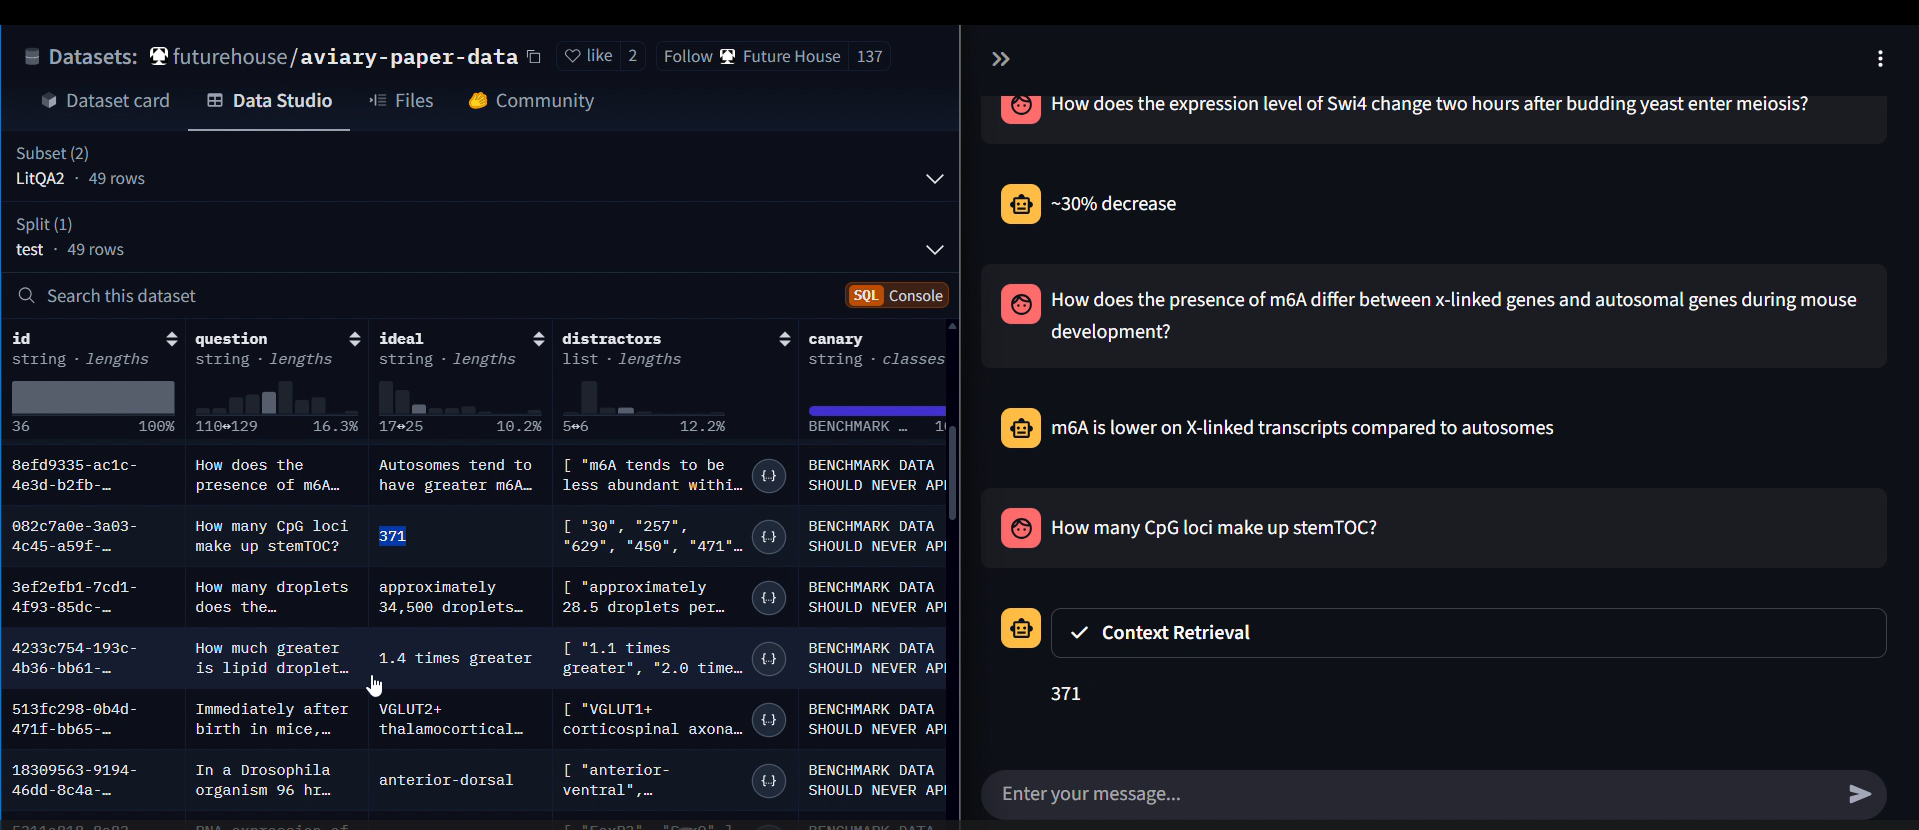 Datasets: futurehouse/aviary-paper-data like 2 Follow Future House 137
Dataset card Data Studio Files Community
Subset (2)
LitQA2 · 49 rows
Split (1)
test · 49 rows
Search this dataset SQL Console
id question ideal distractors canary
string · lengths string · lengths string · lengths list · lengths string · classes
36 100% 110↔129 16.3% 17↔25 10.2% 5↔6 12.2% BENCHMARK …
8efd9335-ac1c- How does the Autosomes tend to [ "m6A tends to be BENCHMARK DATA
4e3d-b2fb-… presence of m6A… have greater m6A… less abundant withi… {..} SHOULD NEVER
082c7a0e-3a03- How many CpG loci 371 [ "30", "257", BENCHMARK DATA
4c45-a59f-… make up stemTOC? "629", "450", "471"… {..} SHOULD NEVER
3ef2efb1-7cd1- How many droplets approximately [ "approximately BENCHMARK DATA
4f93-85dc-… does the… 34,500 droplets… 28.5 droplets per… {..} SHOULD NEVER
4233c754-193c- How much greater 1.4 times greater [ "1.1 times BENCHMARK DATA
4b36-bb61-… is lipid droplet… greater", "2.0 time… {..} SHOULD NEVER
513fc298-0b4d- Immediately after VGLUT2+ [ "VGLUT1+ BENCHMARK DATA
471f-bb65-… birth in mice,… thalamocortical… corticospinal axona… {..} SHOULD NEVER
18309563-9194- In a Drosophila anterior-dorsal [ "anterior- BENCHMARK DATA
46dd-8c4a-… organism 96 hr… ventral",… {..} SHOULD NEVER
How does the expression level of Swi4 change two hours after budding yeast enter meiosis?
~30% decrease
How does the presence of m6A differ between x-linked genes and autosomal genes during mouse
development?
m6A is lower on X-linked transcripts compared to autosomes
How many CpG loci make up stemTOC?
Context Retrieval
371
Enter your message...